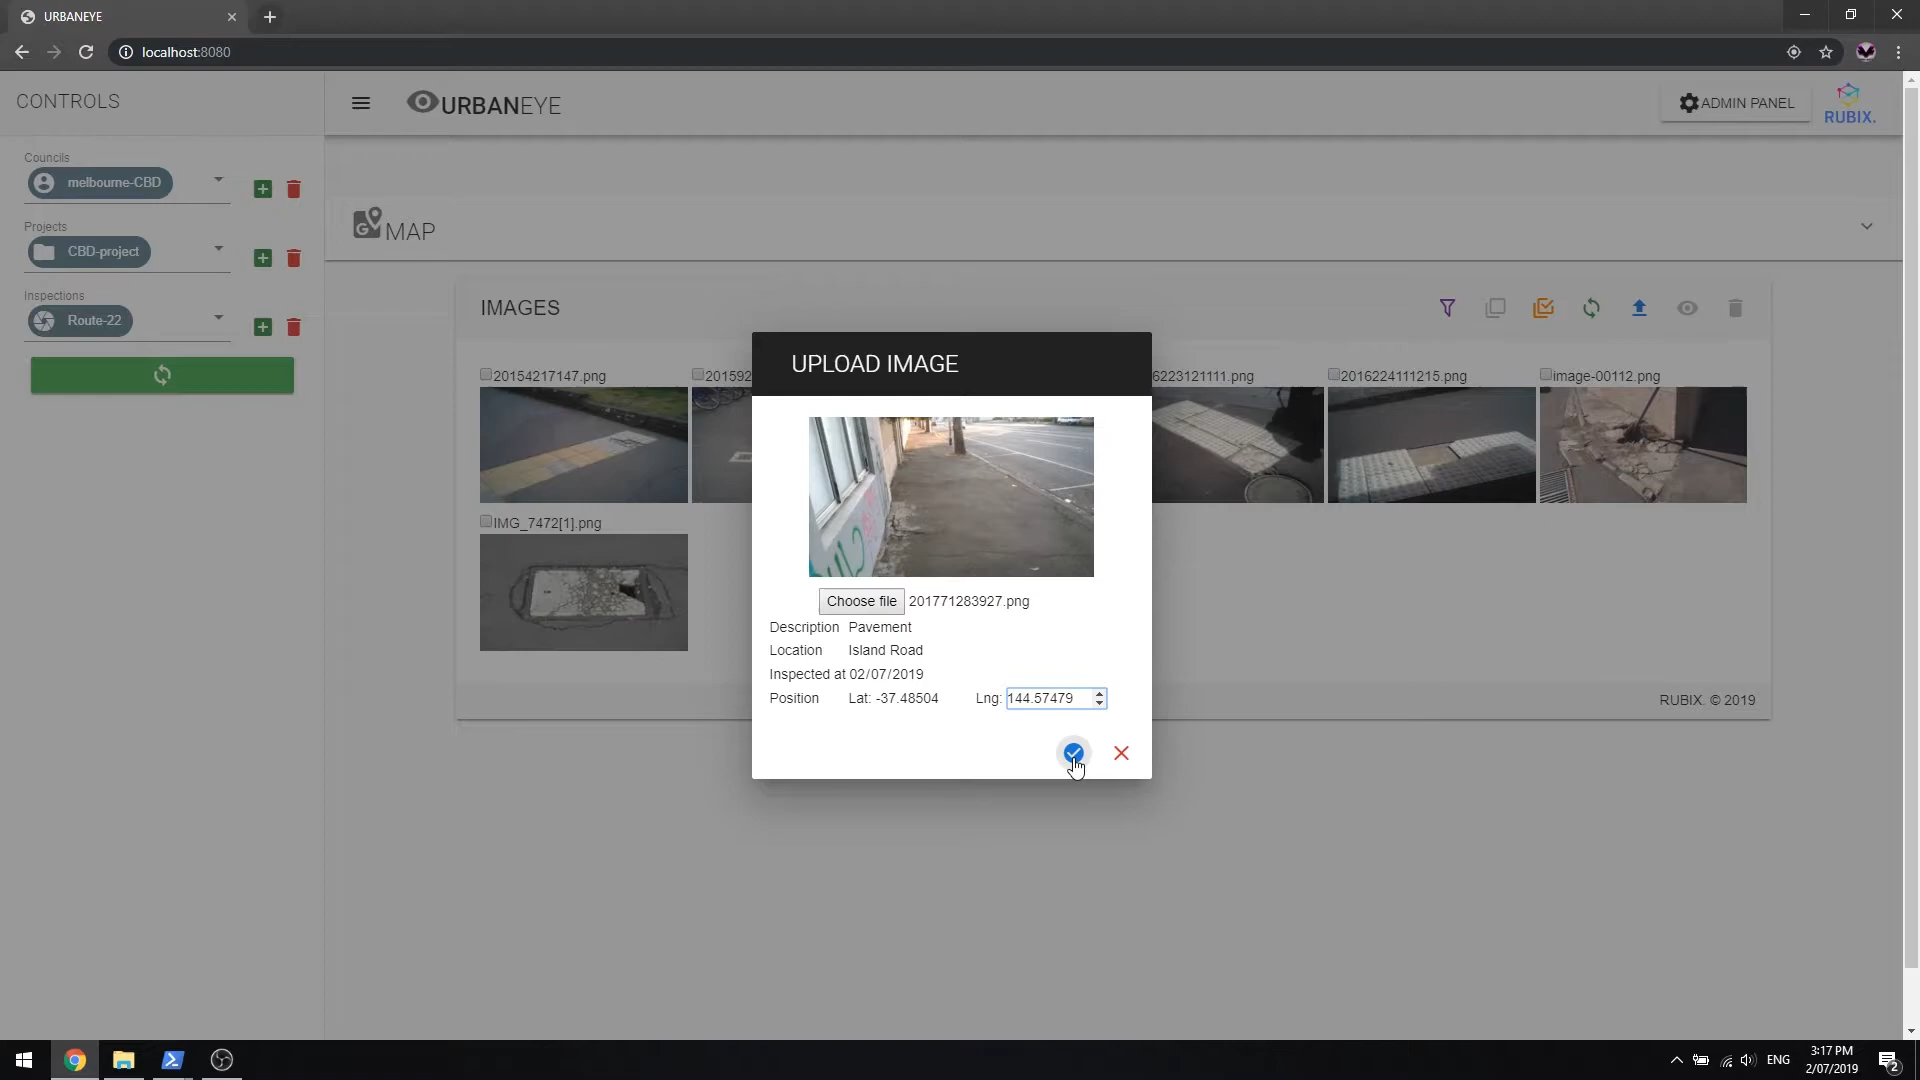 URBANEYE
localhost:8080
CONTROLS
URBANEYE
ADMIN PANEL
RUBIX.
Councils
melbourne-CBD
MAP
Projects
CBD-project
Inspections
Route-22
IMAGES
UPLOAD IMAGE
20154217147.png
201592
6223121111.png
2016224111215.png
image-00112.png
IMG_7472[1].png
Choose file 201771283927.png
Description Pavement
Location Island Road
Inspected at 02/07/2019
Position Lat: -37.48504 Lng: 144.57479
RUBIX. © 2019
ENG
3:17 PM
2/07/2019
2